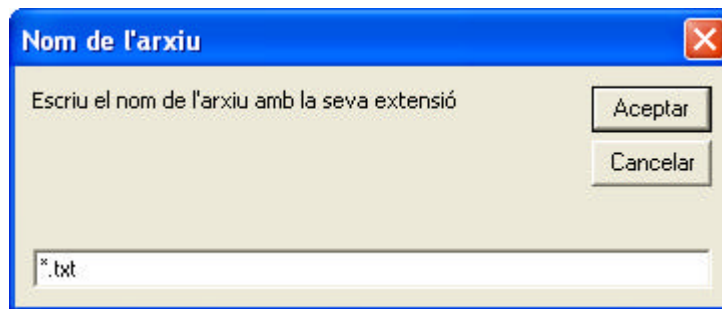 Nom de l'arxiu
Escriu el nom de l'arxiu amb la seva extensió
Aceptar
Cancelar
*.txt